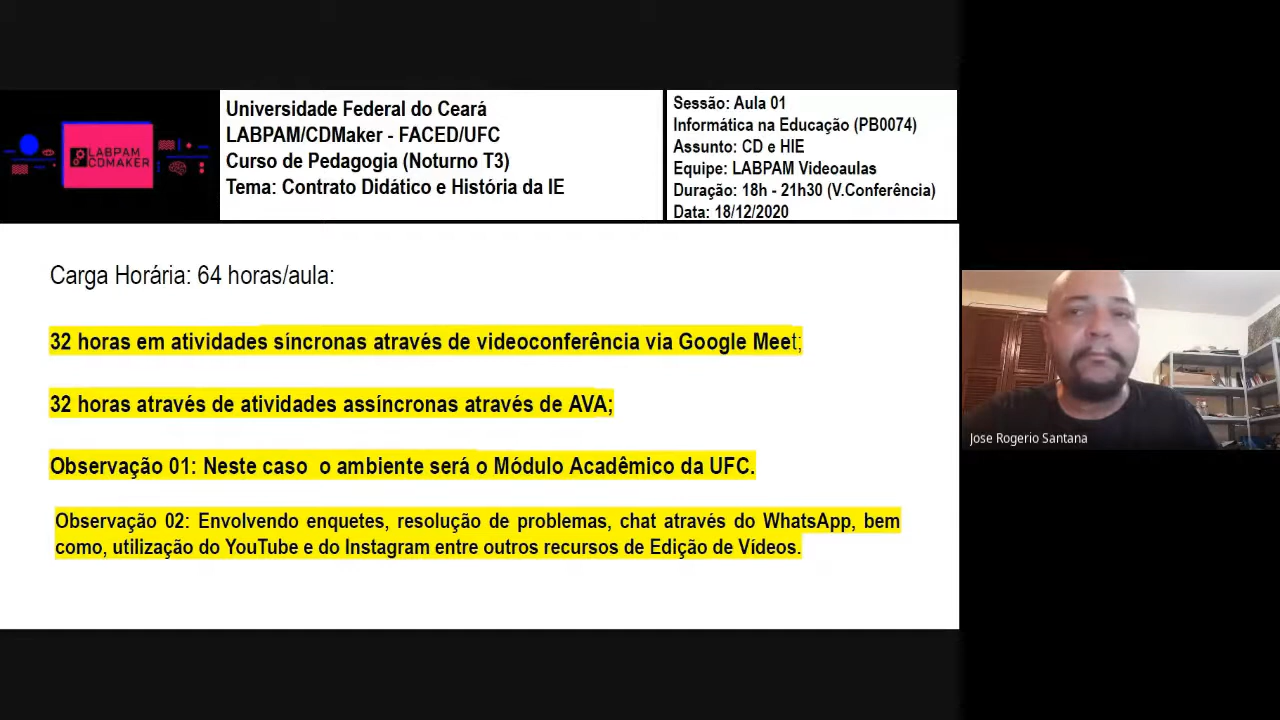 LABPAM
CDMAKER
Universidade Federal do Ceará
LABPAM/CDMaker - FACED/UFC
Curso de Pedagogia (Noturno T3)
Tema: Contrato Didático e História da IE
Sessão: Aula 01
Informática na Educação (PB0074)
Assunto: CD e HIE
Equipe: LABPAM Videoaulas
Duração: 18h - 21h30 (V.Conferência)
Data: 18/12/2020
Carga Horária: 64 horas/aula:
32 horas em atividades síncronas através de videoconferência via Google Meet;
32 horas através de atividades assíncronas através de AVA;
Observação 01: Neste caso o ambiente será o Módulo Acadêmico da UFC.
Observação 02: Envolvendo enquetes, resolução de problemas, chat através do WhatsApp, bem
como, utilização do YouTube e do Instagram entre outros recursos de Edição de Vídeos.
Jose Rogerio Santana